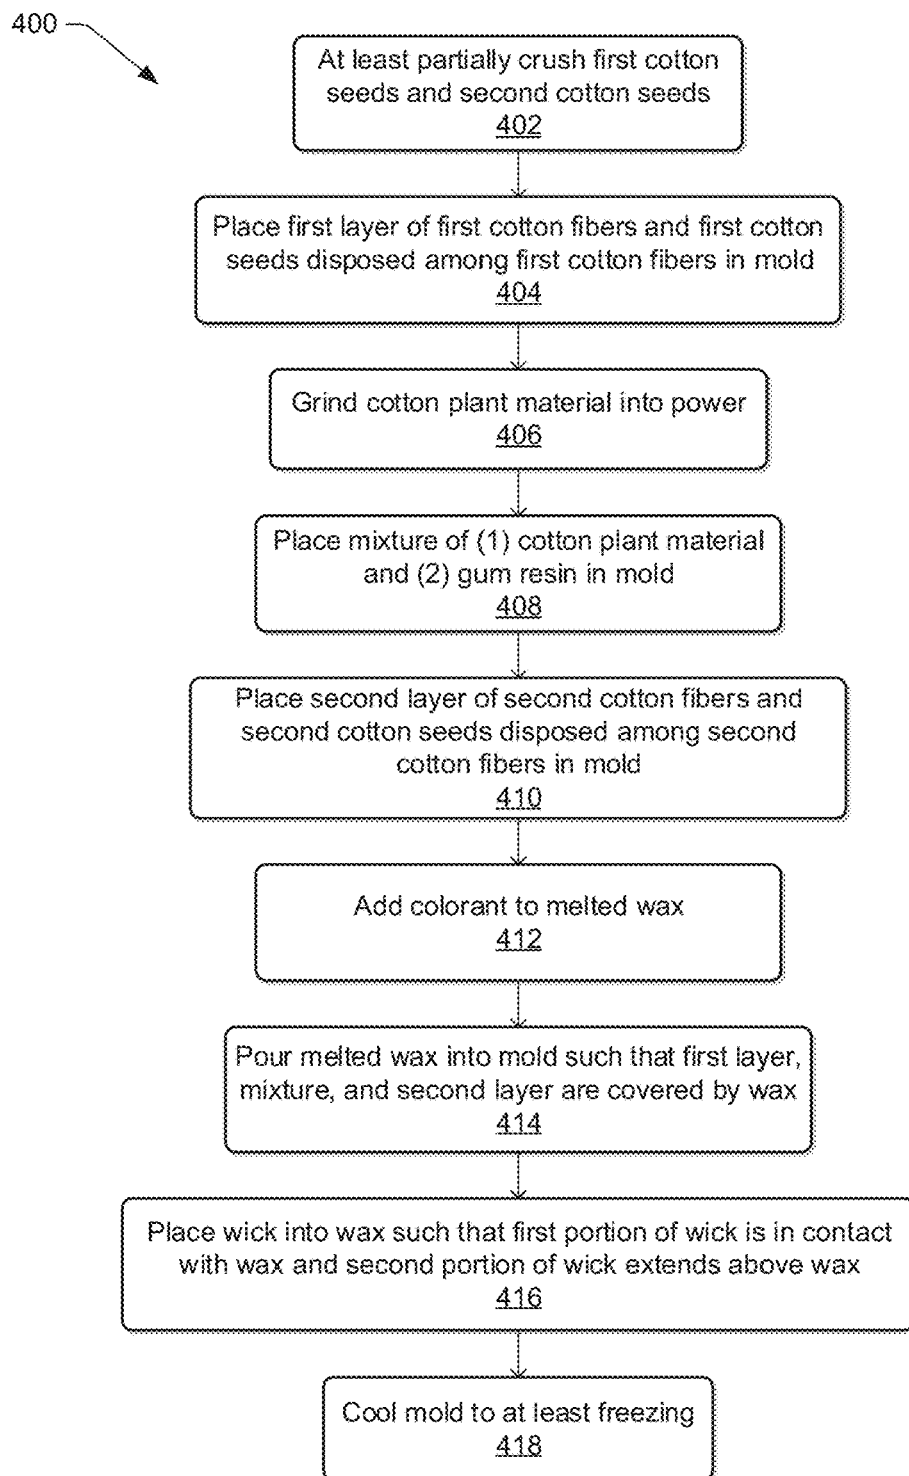 400
At least partially crush first cotton
seeds and second cotton seeds
402
Place first layer of first cotton fibers and first cotton
seeds disposed among first cotton fibers in mold
404
Grind cotton plant material into power
406
Place mixture of (1) cotton plant material
and (2) gum resin in mold
408
Place second layer of second cotton fibers and
second cotton seeds disposed among second
cotton fibers in mold
410
Add colorant to melted wax
412
Pour melted wax into mold such that first layer,
mixture, and second layer are covered by wax
414
Place wick into wax such that first portion of wick is in contact
with wax and second portion of wick extends above wax
416
Cool mold to at least freezing
418